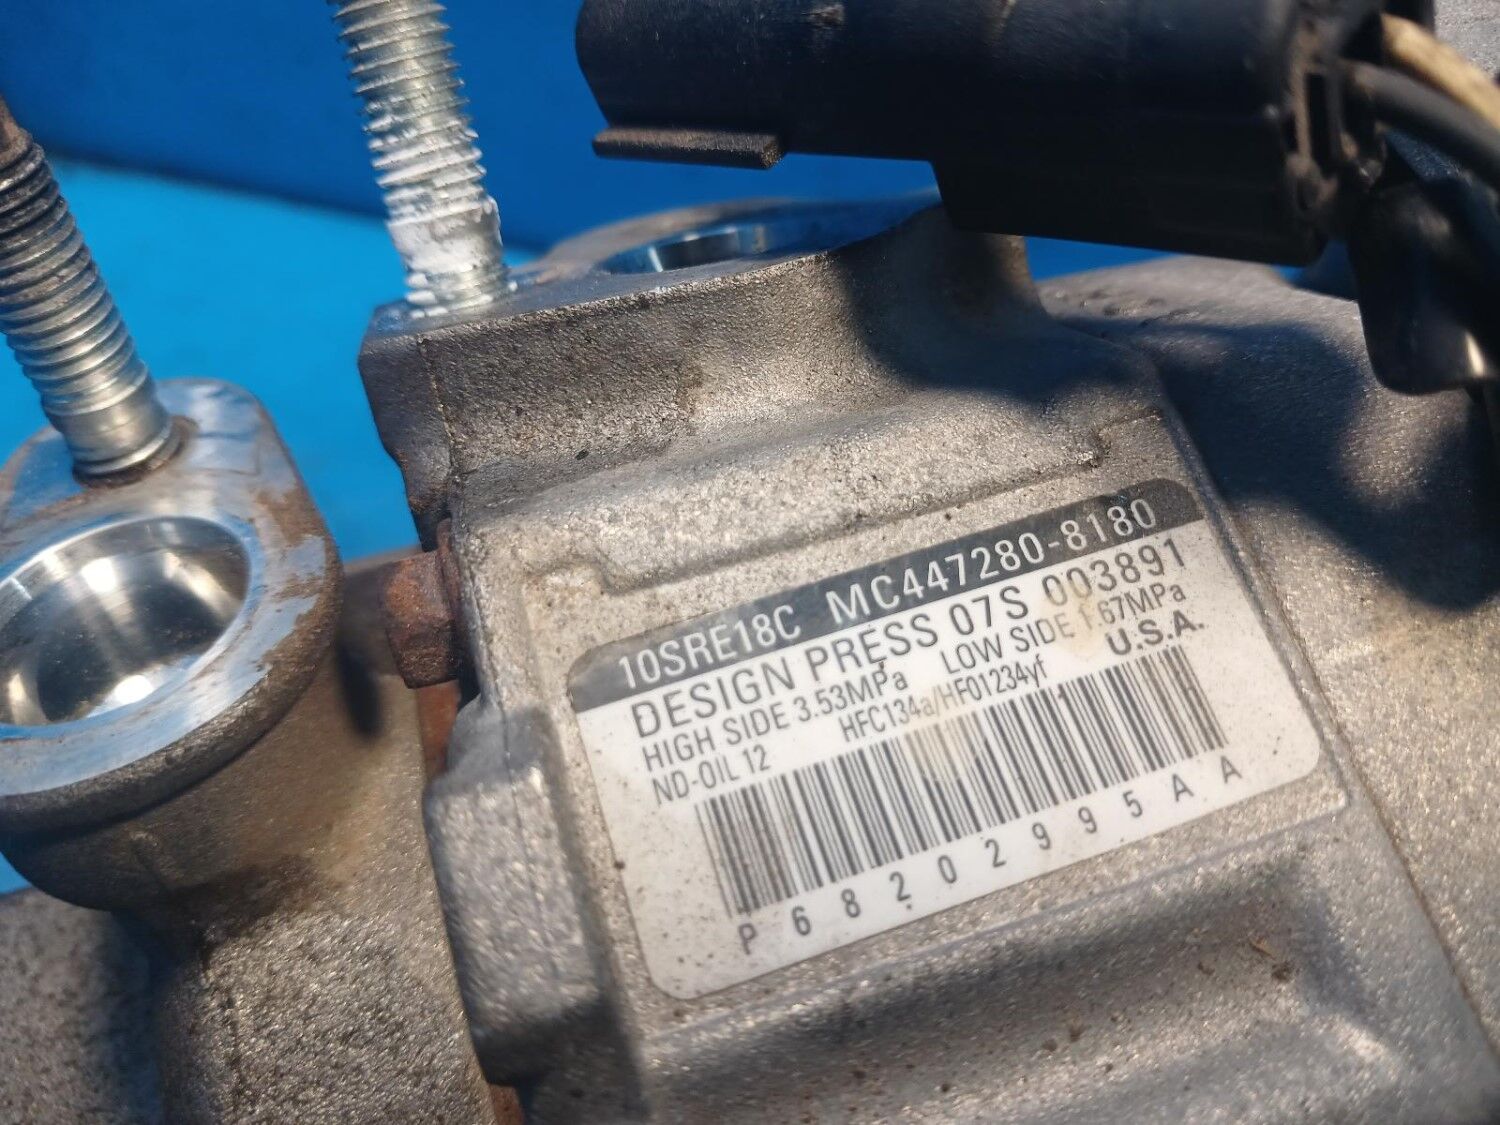 10SRE18C MC447280-8180
DESIGN PRESS 07S 003891
HIGH SIDE 3.53MPa LOW SIDE 1.67MPa
ND-OIL 12 HFC134a/HFO1234yf U.S.A.
P68202995AA